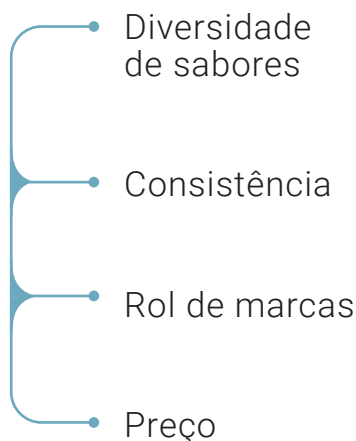 Diversidade
de sabores
Consistência
Rol de marcas
Preço